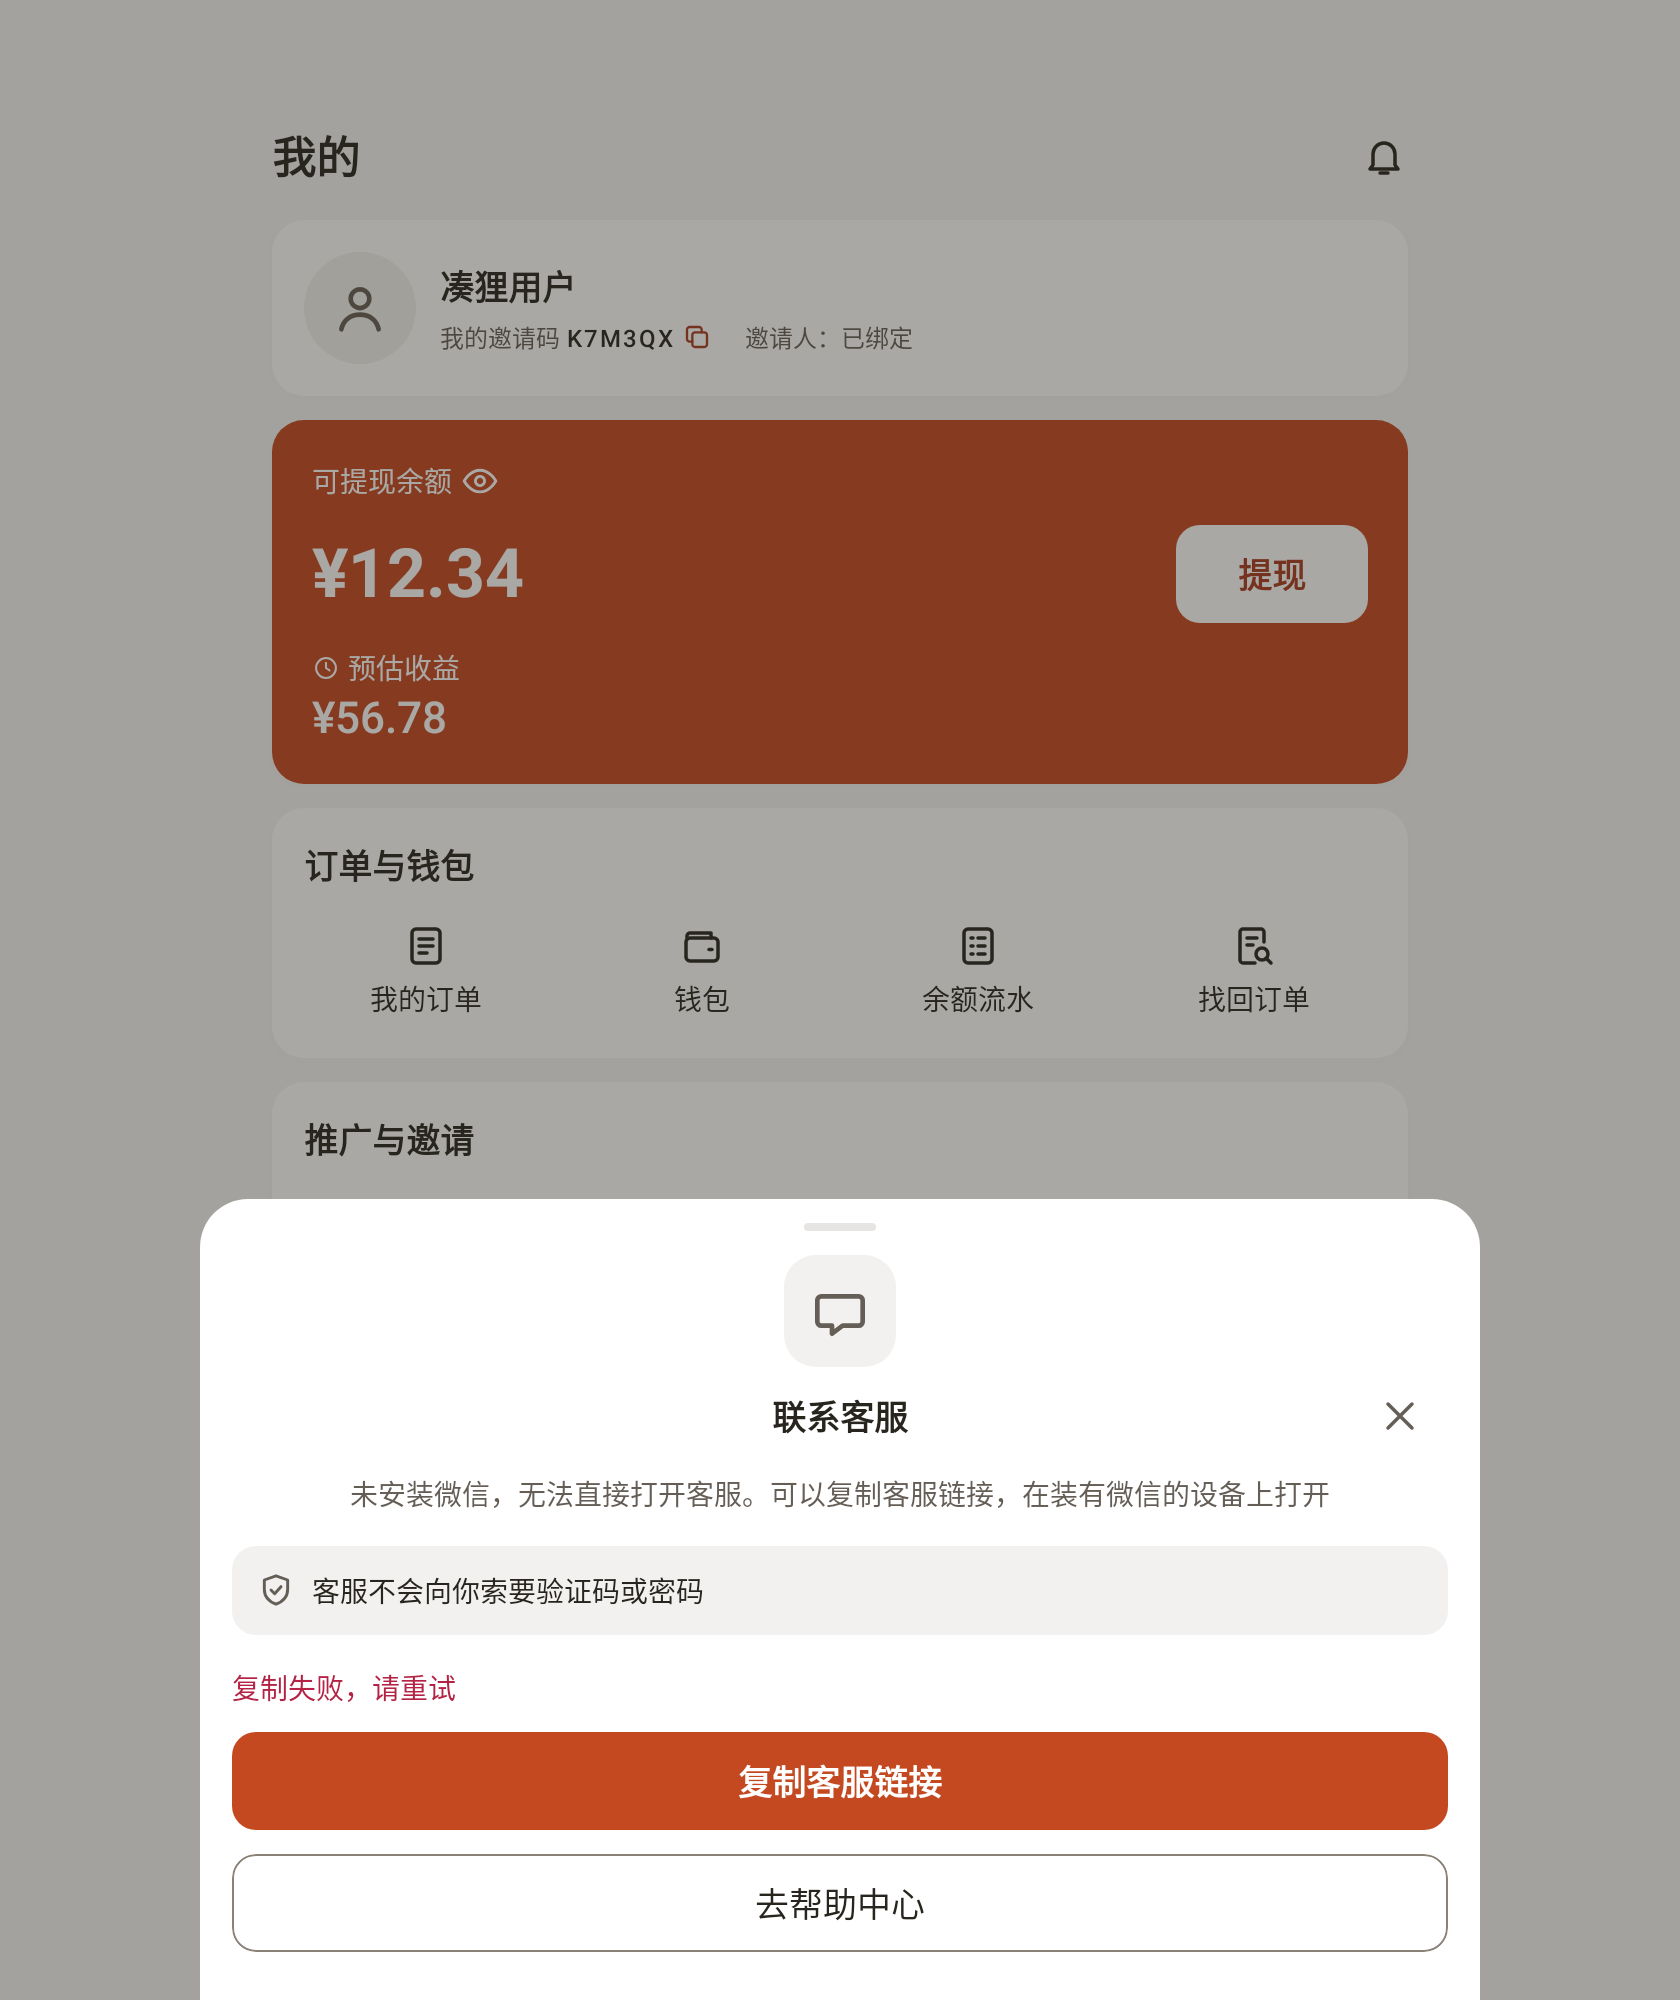 我的
凑狸用户
我的邀请码 K7M3QX 邀请人：已绑定
可提现余额
¥12.34
提现
预估收益
¥56.78
订单与钱包
我的订单 钱包 余额流水 找回订单
推广与邀请
联系客服
未安装微信，无法直接打开客服。可以复制客服链接，在装有微信的设备上打开
客服不会向你索要验证码或密码
复制失败，请重试
复制客服链接
去帮助中心